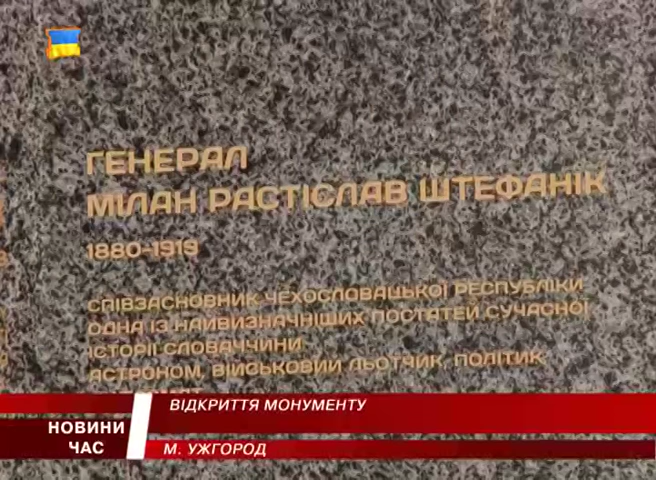 ГЕНЕРАЛ
МІЛАН РАСТІСЛАВ ШТЕФАНІК
1880-1919
СПІВЗАСНОВНИК ЧЕХОСЛОВАЦЬКОЇ РЕСПУБЛІКИ
ОДНА ІЗ НАЙВИЗНАЧНІШИХ ПОСТАТЕЙ СУЧАСНОЇ
ІСТОРІЇ СЛОВАЧЧИНИ
АСТРОНОМ, ВІЙСЬКОВИЙ ЛЬОТЧИК, ПОЛІТИК,
ВІДКРИТТЯ МОНУМЕНТУ
НОВИНИ
ЧАС
М. УЖГОРОД